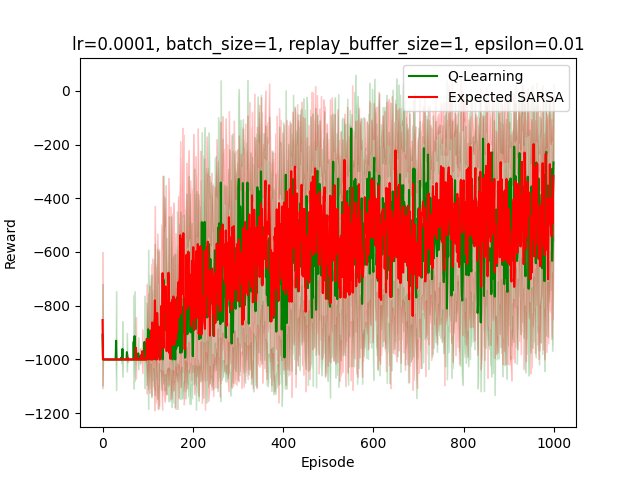 lr=0.0001, batch_size=1, replay_buffer_size=1, epsilon=0.01
Q-Learning
Expected SARSA
0
−200
−400
−600
−800
−1000
−1200
Reward
0
200
400
600
800
1000
Episode